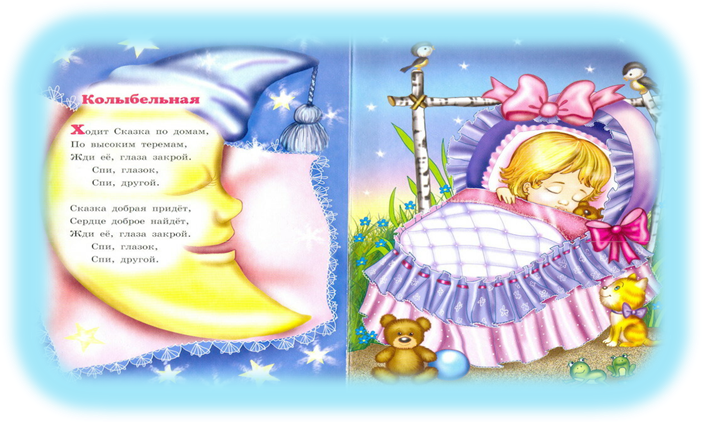 Колыбельная
Ходит Сказка по домам,
По высоким теремам,
Жди её, глаза закрой.
Спи, глазок,
Спи, другой.
Сказка добрая придёт,
Сердце доброе найдёт,
Жди её, глаза закрой.
Спи, глазок,
Спи, другой.